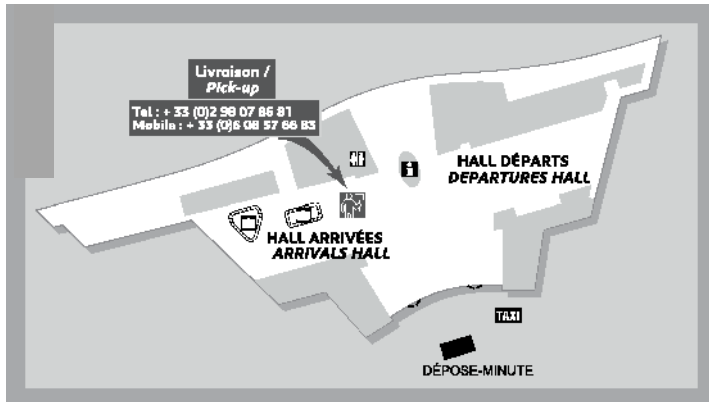 Livraison /
Pick-up
Tel : + 33 (0)2 98 07 86 81
Mobile : + 33 (0)6 08 57 66 83
i
HALL DÉPARTS
DEPARTURES HALL
HALL ARRIVÉES
ARRIVALS HALL
TAXI
DÉPOSE-MINUTE